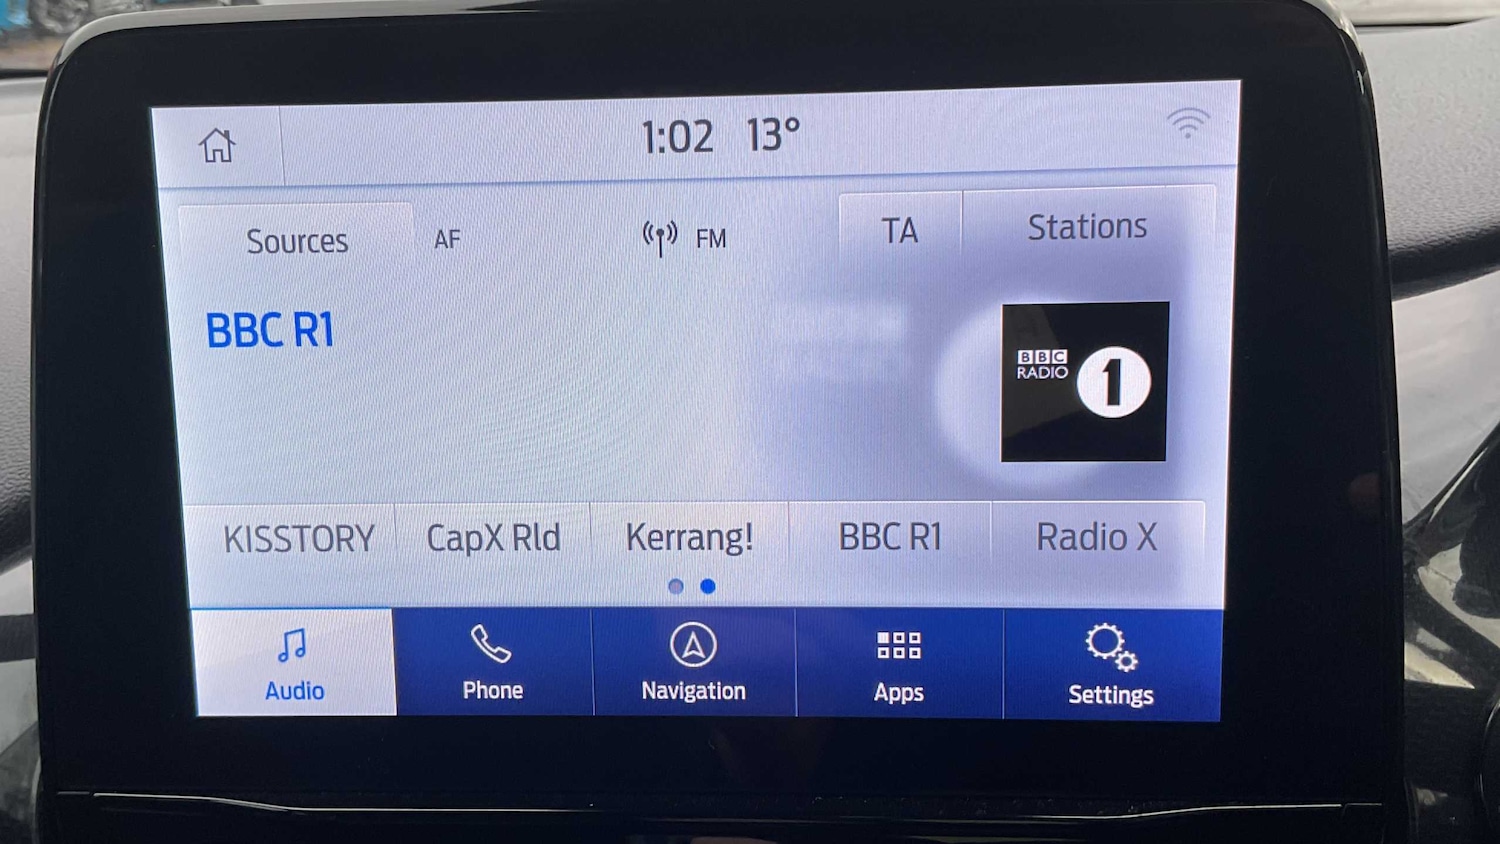 1:02 13°
Sources AF FM TA Stations
BBC R1
BBC
RADIO 1
KISSTORY CapX Rld Kerrang! BBC R1 Radio X
Audio Phone Navigation Apps Settings